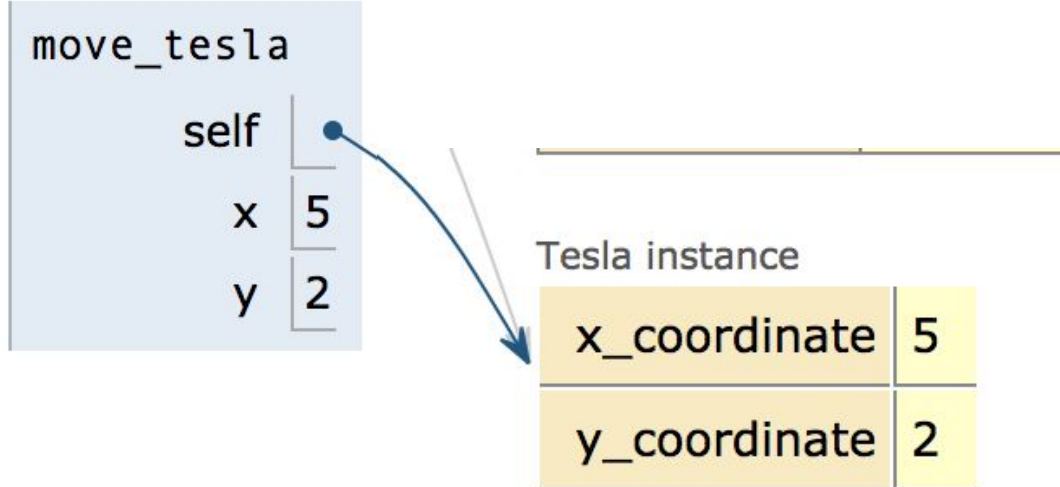 move_tesla
self
x 5
y 2
Tesla instance
x_coordinate 5
y_coordinate 2